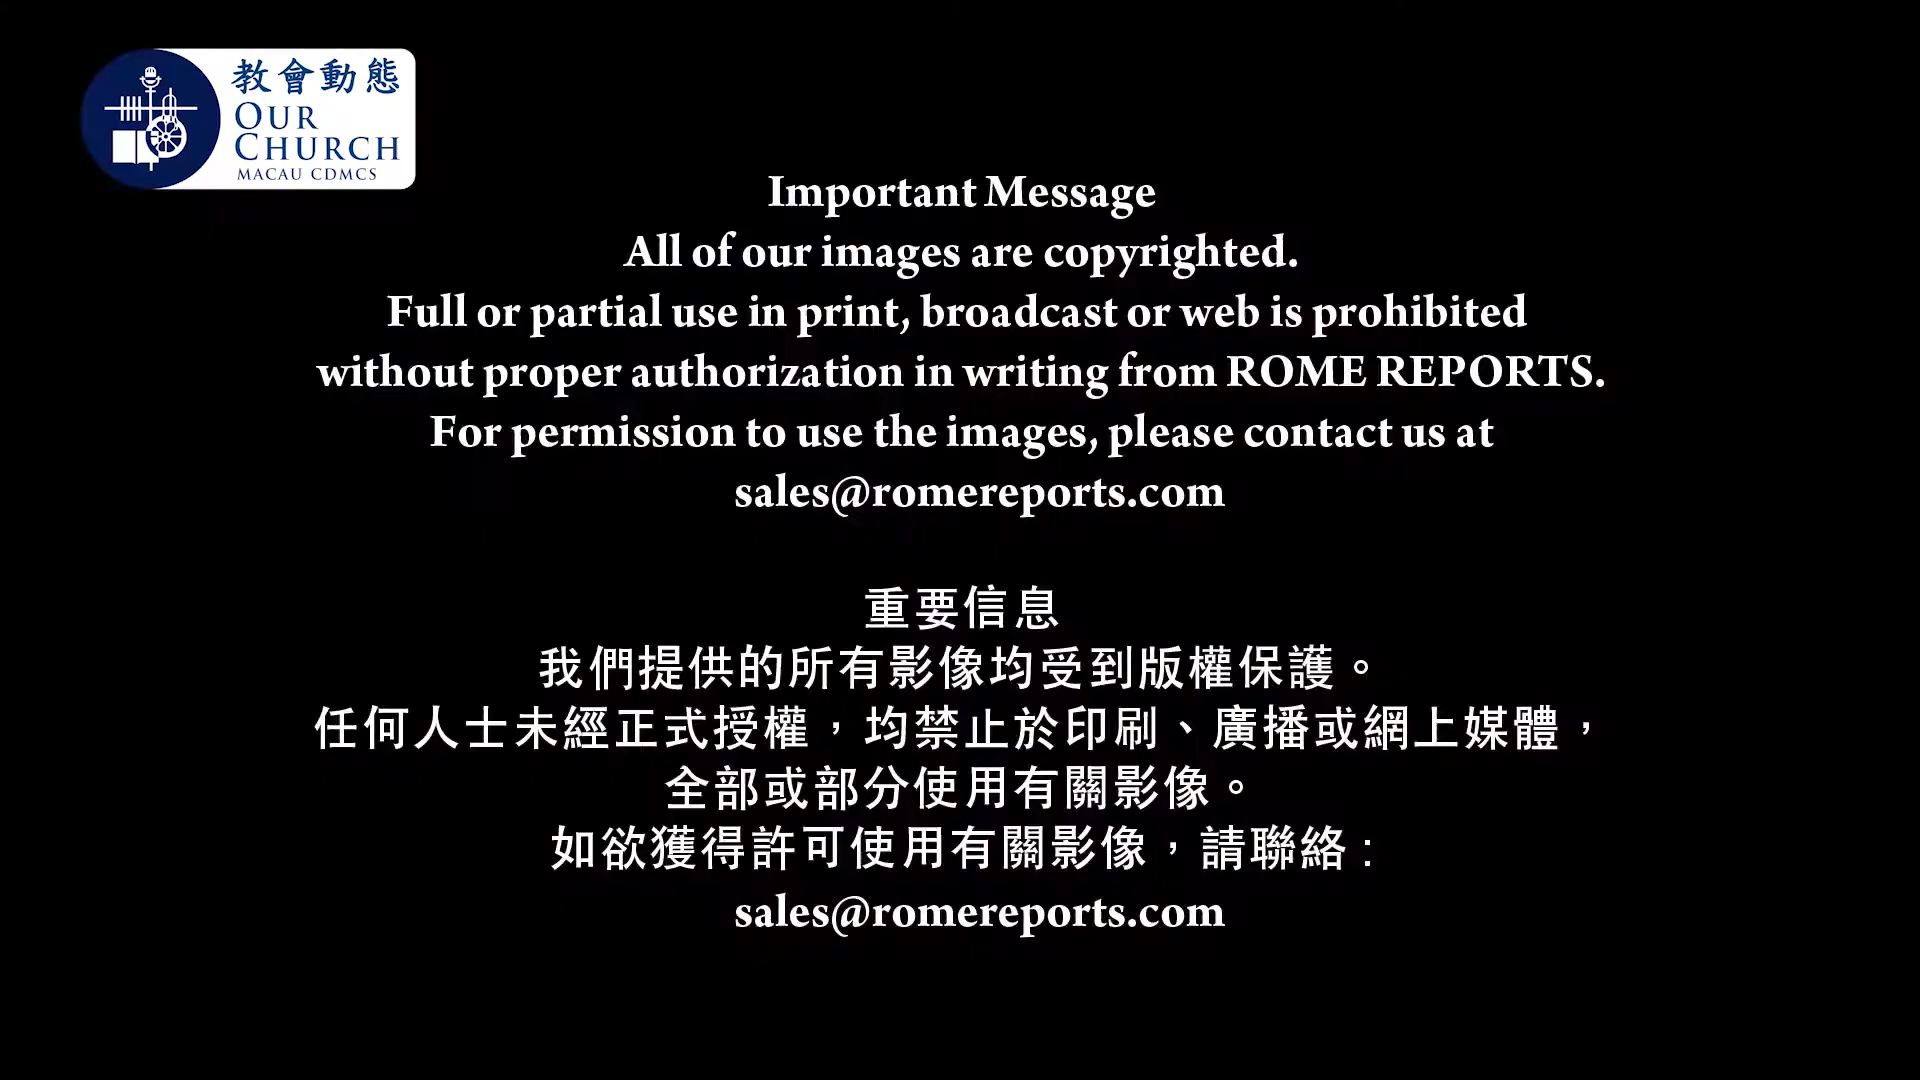 教會動態
OUR
CHURCH
MACAU CDMCS
Important Message
All of our images are copyrighted.
Full or partial use in print, broadcast or web is prohibited
without proper authorization in writing from ROME REPORTS.
For permission to use the images, please contact us at
sales@romereports.com
重要信息
我們提供的所有影像均受到版權保護。
任何人士未經正式授權，均禁止於印刷、廣播或網上媒體，
全部或部分使用有關影像。
如欲獲得許可使用有關影像，請聯絡：
sales@romereports.com